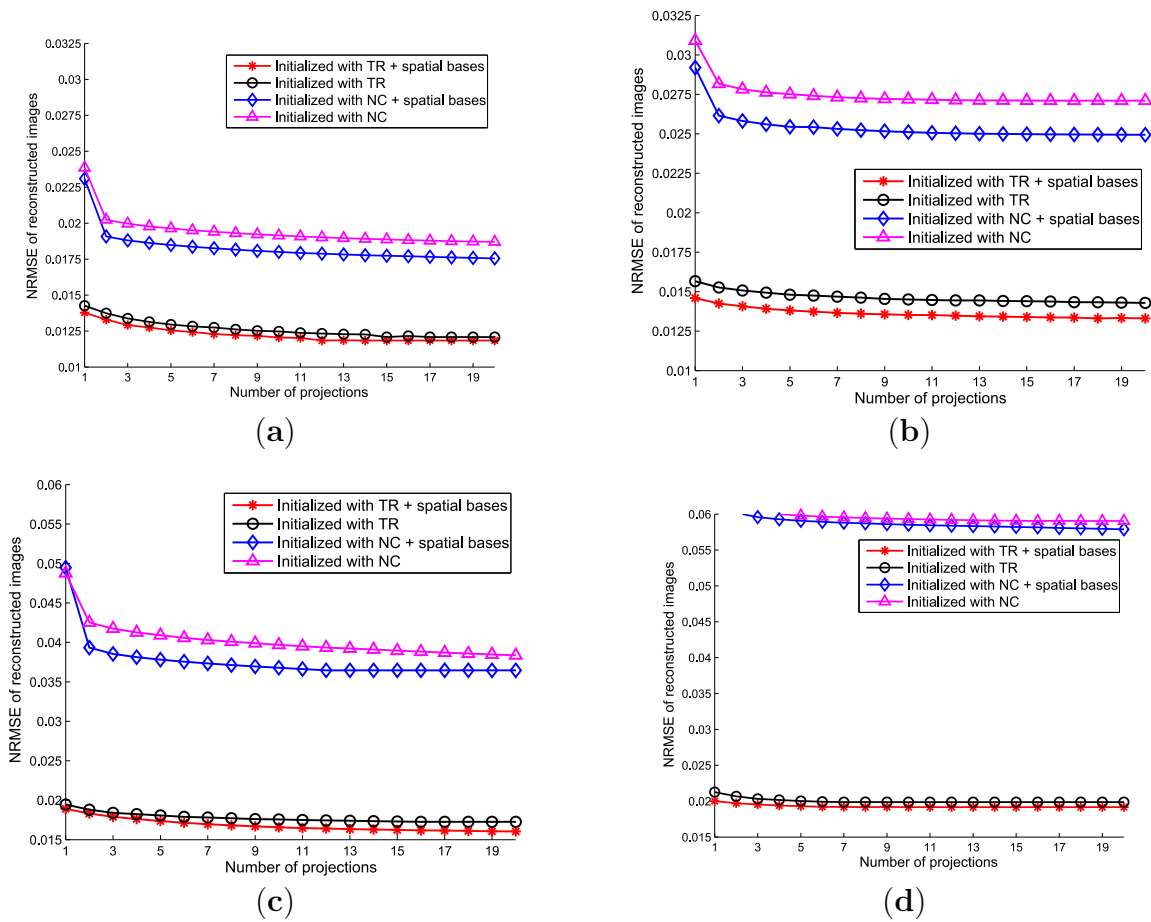 0.0325
0.03
0.0275
0.025
0.0225
0.02
0.0175
0.015
0.0125
0.01
NRMSE of reconstructed images
Initialized with TR + spatial bases
Initialized with TR
Initialized with NC + spatial bases
Initialized with NC
1 3 5 7 9 11 13 15 17 19
Number of projections
(a)
0.0325
0.03
0.0275
0.025
0.0225
0.02
0.0175
0.015
0.0125
0.01
NRMSE of reconstructed images
Initialized with TR + spatial bases
Initialized with TR
Initialized with NC + spatial bases
Initialized with NC
1 3 5 7 9 11 13 15 17 19
Number of projections
(b)
0.06
0.055
0.05
0.045
0.04
0.035
0.03
0.025
0.02
0.015
NRMSE of reconstructed images
Initialized with TR + spatial bases
Initialized with TR
Initialized with NC + spatial bases
Initialized with NC
1 3 5 7 9 11 13 15 17 19
Number of projections
(c)
0.06
0.055
0.05
0.045
0.04
0.035
0.03
0.025
0.02
0.015
NRMSE of reconstructed images
Initialized with TR + spatial bases
Initialized with TR
Initialized with NC + spatial bases
Initialized with NC
1 3 5 7 9 11 13 15 17 19
Number of projections
(d)